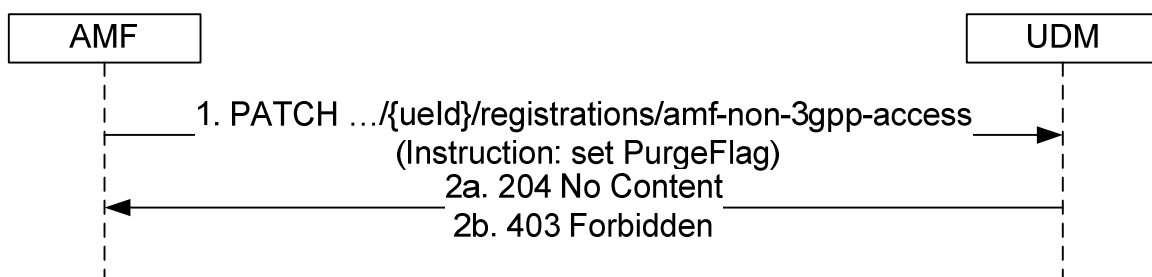 AMF
UDM
1. PATCH …/{ueId}/registrations/amf-non-3gpp-access
(Instruction: set PurgeFlag)
2a. 204 No Content
2b. 403 Forbidden